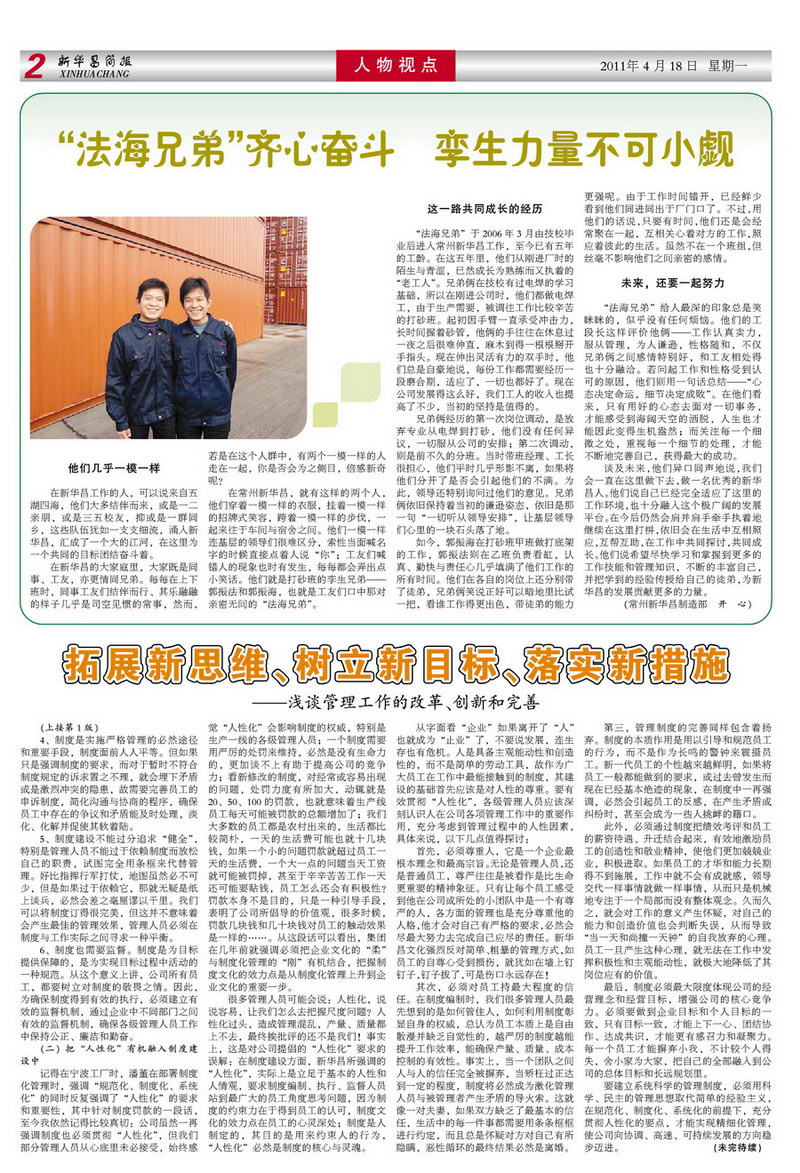 2
新华昌简报
XINHUACHANG
人物视点
2011年4月18日 星期一
“法海兄弟”齐心奋斗 孪生力量不可小觑
他们几乎一模一样
在新华昌工作的人，可以说来自五
湖四海，他们大多结伴而来，或是一二
亲朋，或是三五校友，抑或是一群同
乡，这些队伍犹如一支支细流，涌入新
华昌，汇成了一个大的江河，在这里为
一个共同的目标团结奋斗着。
在新华昌的大家庭里，大家既是同
事、工友，亦更情同兄弟。每每在上下
班时，同事工友们结伴而行、其乐融融
的样子几乎是司空见惯的常事，然而，
若是在这个人群中，有两个一模一样的人
走在一起，你是否会为之侧目，倍感新奇
呢？
在常州新华昌，就有这样的两个人，
他们穿着一模一样的衣服，挂着一模一样
的招牌式笑容，跨着一模一样的步伐，一
起来往于车间与宿舍之间。他们一模一样
连基层的领导们很难区分，索性当面喊名
字的时候直接点着人说“你”；工友们喊
错人的现象也时有发生，每每都会弄出点
小笑话。他们就是打砂班的孪生兄弟——
郭振法和郭振海，也就是工友们口中那对
亲密无间的“法海兄弟”。
这一路共同成长的经历
“法海兄弟”于2006年3月由技校毕
业后进入常州新华昌工作，至今已有五年
的工龄。在这五年里，他们从刚进厂时的
陌生与青涩，已然成长为熟练而又执着的
“老工人”。兄弟俩在技校有过电焊的学习
基础，所以在刚进公司时，他们都做电焊
工，由于生产需要，被调往工作比较辛苦
的打砂班。起初因手臂一直承受冲击力，
长时间握着砂管，他俩的手往往在休息过
一夜之后很难伸直，麻木到得一根根掰开
手指头。现在伸出灵活有力的双手时，他
们总是自豪地说，每份工作都需要经历一
段磨合期，适应了，一切也都好了。现在
公司发展得这么好，我们工人的收入也提
高了不少，当初的坚持是值得的。
兄弟俩经历的第一次岗位调动，是放
弃专业从电焊到打砂，他们没有任何异
议，一切服从公司的安排；第二次调动，
则是前不久的分班。当时带班经理、工长
很担心，他们平时几乎形影不离，如果将
他们分开了是否会引起他们的不满。为
此，领导还特别询问过他们的意见。兄弟
俩依旧保持着当初的谦逊姿态，依旧是那
一句“一切听从领导安排”，让基层领导
们心里的一块石头落了地。
如今，郭振海在打砂班甲班做打底架
的工作，郭振法则在乙班负责看缸，认
真、勤快与责任心几乎填满了他们工作的
所有时间。他们在各自的岗位上还分别带
了徒弟，兄弟俩笑说正好可以暗地里比试
一把，看谁工作得更出色，带徒弟的能力
更强呢。由于工作时间错开，已经鲜少
看到他们同进同出于厂门口了。不过，用
他们的话说，只要有时间，他们还是会经
常聚在一起，互相关心着对方的工作，照
应着彼此的生活。虽然不在一个班组，但
丝毫不影响他们之间亲密的感情。
未来，还要一起努力
“法海兄弟”给人最深的印象总是笑
眯眯的，似乎没有任何烦恼。他们的工
段长这样评价他俩——工作认真卖力，
服从管理，为人谦逊，性格随和，不仅
兄弟俩之间感情特别好，和工友相处得
也十分融洽。若问起工作和性格受到认
可的原因，他们则用一句话总结——“心
态决定命运，细节决定成败”。在他们看
来，只有用好的心态去面对一切事务，
才能感受到海阔天空的洒脱，人生也才
能因此变得生机盎然；而关注每一个细
微之处，重视每一个细节的处理，才能
不断地完善自己，获得最大的成功。
谈及未来，他们异口同声地说，我们
会一直在这里做下去，做一名优秀的新华
昌人。他们说自己已经完全适应了这里的
工作环境，也十分融入这个极广阔的发展
平台。在今后仍然会肩并肩手牵手执着地
继续在这里打拼，依旧会在生活中互相照
应，互帮互助，在工作中共同探讨，共同成
长。他们说希望尽快学习和掌握到更多的
工作技能和管理知识，不断的丰富自己，
并把学到的经验传授给自己的徒弟，为新
华昌的发展贡献更多的力量。
（常州新华昌制造部 开 心）
拓展新思维、树立新目标、落实新措施
——浅谈管理工作的改革、创新和完善
（上接第1版）
4、制度是实施严格管理的必然途径
和重要手段，制度面前人人平等。但如果
只是强调制度的要求，而对于暂时不符合
制度规定的诉求置之不理，就会埋下矛盾
或是激烈冲突的隐患，故需要完善员工的
申诉制度，简化沟通与协商的程序，确保
员工中存在的争议和矛盾能及时处理，淡
化、化解并促使其软着陆。
5、制度建设不能过分追求“健全”，
特别是管理人员不能过于依赖制度而放松
自己的职责，试图完全用条框来代替管
理。好比指挥行军打仗，地图虽然必不可
少，但是如果过于依赖它，那就无疑是纸
上谈兵，必然会差之毫厘谬以千里。我们
可以将制度订得很完美，但这并不意味着
会产生最佳的管理效果，管理人员必须在
制度与工作实际之间寻求一种平衡。
6、制度也需要监督。制度是为目标
提供保障的，是为实现目标过程中活动的
一种规范。从这个意义上讲，公司所有员
工，都要树立对制度的敬畏之情。因此，
为确保制度得到有效的执行，必须建立有
效的监督机制，通过企业中不同部门之间
有效的监督机制，确保各级管理人员工作
中保持公正、廉洁和勤奋。
（二）把“人性化”有机融入制度建
设中
记得在宁波工厂时，潘董在部署制度
化管理时，强调“规范化、制度化、系统
化”的同时反复强调了“人性化”的要求
和重要性，其中针对制度罚款的一段话，
至今我依然记得比较真切：公司虽然一再
强调制度也必须贯彻“人性化”，但我们
部分管理人员从心底里未必接受，始终感
觉“人性化”会影响制度的权威，特别是
生产一线的各级管理人员；一个制度需要
用严厉的处罚来维持，必然是没有生命力
的，更加谈不上有助于提高公司的竞争
力；看新修改的制度，对经常或容易出现
的问题，处罚力度有所加大，动辄就是
20、50、100的罚款，也就意味着生产线
员工每天可能被罚款的总额增加了；我们
大多数的员工都是农村出来的，生活都比
较简朴，一天的生活费可能也就十几块
钱，如果一个小的问题罚款就超过员工一
天的生活费，一个大一点的问题当天工资
就可能被罚掉，甚至于辛辛苦苦工作一天
还可能要贴钱，员工怎么还会有积极性？
罚款本身不是目的，只是一种引导手段，
表明了公司所倡导的价值观，很多时候，
罚款几块钱和几十块钱对员工的触动效果
是一样的……。从这段话可以看出，集团
在几年前就强调必须把企业文化的“柔”
与制度化管理的“刚”有机结合，把握制
度文化的效力点是从制度化管理上升到企
业文化的重要一步。
很多管理人员可能会说：人性化，说
说容易，让我们怎么去把握尺度问题？人
性化过头，造成管理混乱，产量、质量都
上不去，最终挨批评的还不是我们！事实
上，这是对公司提倡的“人性化”要求的
误解；在制度建设方面，新华昌所强调的
“人性化”，实际上是立足于基本的人性和
人情观，要求制度编制、执行、监督人员
站到最广大的员工角度思考问题，因为制
度的约束力在于得到员工的认可，制度文
化的效力点在员工的心灵深处；制度是人
制定的，其目的是用来约束人的行为，
“人性化”必然是制度的核心与灵魂。
从字面看“企业”如果离开了“人”
也就成为“止业”了，不要说发展，连生
存也有危机。人是具备主观能动性和创造
性的，而不是简单的劳动工具，故作为广
大员工在工作中最能接触到的制度，其建
设的基础首先应该是对人性的尊重。要有
效贯彻“人性化”，各级管理人员应该深
刻认识人在公司各项管理工作中的重要作
用，充分考虑到管理过程中的人性因素，
具体来说，以下几点值得探讨：
首先，必须尊重人，它是一个企业最
根本理念和最高宗旨。无论是管理人员，还
是普通员工，尊严往往是被看作是比生命
更重要的精神象征。只有让每个员工感受
到他在公司或所处的小团队中是一个有尊
严的人，各方面的管理也是充分尊重他的
人格，他才会对自己有严格的要求，必然会
尽最大努力去完成自己应尽的责任。新华
昌文化强烈反对简单、粗暴的管理方式，如
员工的自尊心受到损伤，就犹如在墙上钉
钉子，钉子拔了，可是伤口永远存在！
其次，必须对员工持最大程度的信
任。在制度编制时，我们很多管理人员最
先想到的是如何管住人，如何利用制度彰
显自身的权威，总认为员工本质上是自由
散漫并缺乏自觉性的，越严厉的制度越能
提升工作效率，能确保产量、质量、成本
控制的有效性。事实上，当一个团队之间
人与人的信任完全被摒弃，当矫枉过正达
到一定的程度，制度将必然成为激化管理
人员与被管理者产生矛盾的导火索。这就
像一对夫妻，如果双方缺乏了最基本的信
任，生活中的每一件事都需要用条条框框
进行约定，而且总是怀疑对方对自己有所
隐瞒，恶性循环的最终结果必然是离婚。
第三，管理制度的完善同样包含着扬
弃。制度的本质作用是用以引导和规范员工
的行为，而不是作为长鸣的警钟来震摄员
工。新一代员工的个性越来越鲜明，如果将
员工一般都能做到的要求，或过去曾发生而
现在已经基本绝迹的现象，在制度中一再强
调，必然会引起员工的反感，在产生矛盾或
纠纷时，甚至会成为一些人挑衅的籍口。
此外，必须通过制度把绩效考评和员工
的薪资待遇、升迁结合起来，有效地激励员
工的创造性和敬业精神，使他们更加兢兢业
业，积极进取。如果员工的才华和能力长期
得不到施展，工作中就不会有成就感，领导
交代一样事情就做一样事情，从而只是机械
地专注于一个局部而没有整体观念。久而久
之，就会对工作的意义产生怀疑，对自己的
能力和创造价值也会判断失误，从而导致
“当一天和尚撞一天钟”的自我放弃的心理。
员工一旦产生这种心理，就无法在工作中发
挥积极性和主观能动性，就极大地降低了其
岗位应有的价值。
最后，制度必须最大限度体现公司的经
营理念和经营目标，增强公司的核心竞争
力。必须要做到企业目标和个人目标的一
致，只有目标一致，才能上下一心、团结协
作、达成共识，才能更有感召力和凝聚力。
每一个员工才能摒弃小我，不计较个人得
失，舍小家为大家，把自己的全部融入到公
司的总体目标和长远规划里。
要建立系统科学的管理制度，必须用科
学、民主的管理思想取代简单的经验主义，
在规范化、制度化、系统化的前提下，充分
贯彻人性化的要点，才能实现精细化管理，
使公司向协调、高速、可持续发展的方向稳
步迈进。 （未完待续）